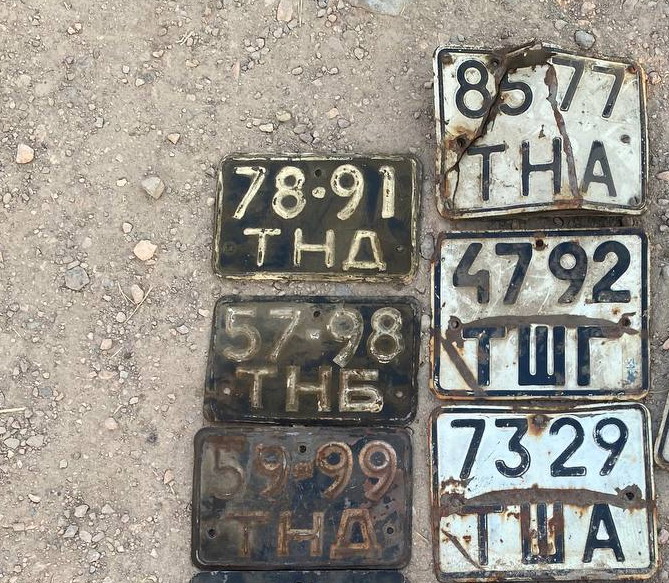 78·91
ТНД
57·98
ТНБ
59-99
ТНД
8577
ТНА
4792
ТШГ
7329
ТША